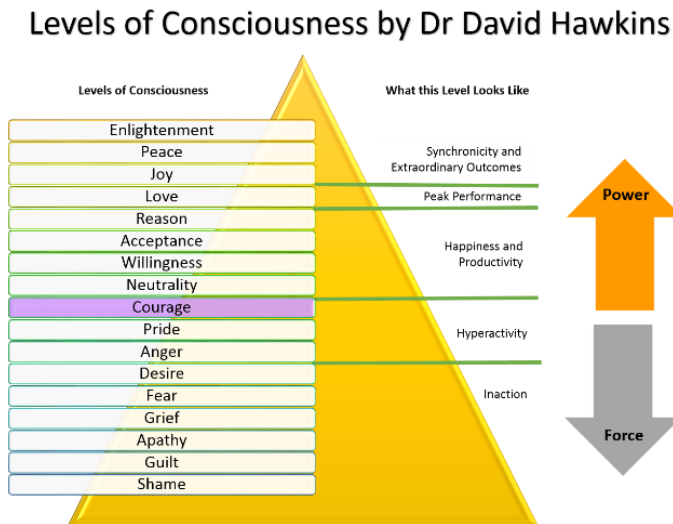 Levels of Consciousness by Dr David Hawkins
Levels of Consciousness
What this Level Looks Like
Enlightenment
Peace
Joy
Love
Reason
Acceptance
Willingness
Neutrality
Courage
Pride
Anger
Desire
Fear
Grief
Apathy
Guilt
Shame
Synchronicity and
Extraordinary Outcomes
Peak Performance
Happiness and
Productivity
Hyperactivity
Inaction
Power
Force